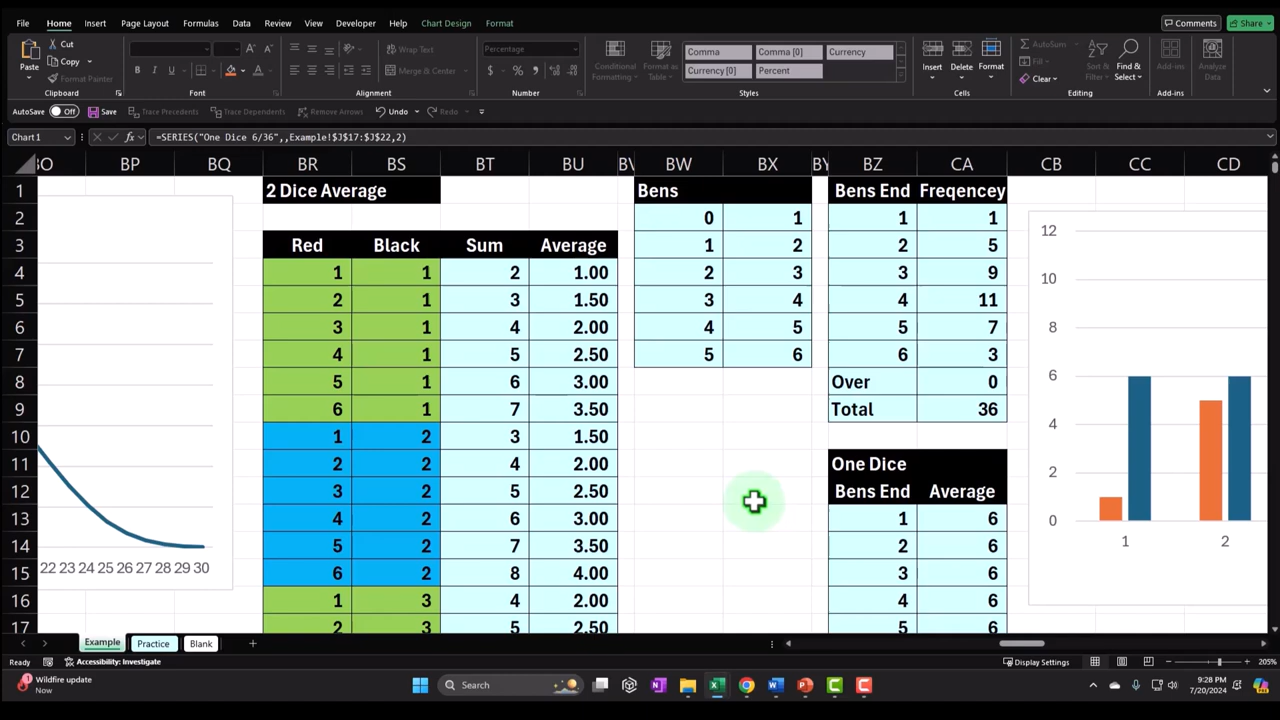 File Home Insert Page Layout Formulas Data Review View Developer Help Chart Design Format Comments Share
Cut
Copy
Format Painter
Paste
Clipboard
B I U A A A
Font
Wrap Text
Merge & Center
Alignment
Percentage
$ % ,
Number
Conditional Formatting
Format as Table
Comma Comma [0] Currency
Currency [0] Percent
Styles
Insert Delete Format
Cells
AutoSum
Fill
Clear
Sort & Filter
Find & Select
Editing
Add-ins
Add-ins
Analyze Data
AutoSave Off Save Trace Precedents Trace Dependents Remove Arrows Undo Redo
Chart1 fx =SERIES("One Dice 6/36",,Example!$J$17:$J$22,2)
BO BP BQ BR BS BT BU BV BW BX BY BZ CA CB CC CD
1 2 Dice Average Bens Bens End Freqencey
2 0 1 1 1
3 Red Black Sum Average 1 2 2 5
4 1 1 2 1.00 2 3 3 9
5 2 1 3 1.50 3 4 4 11
6 3 1 4 2.00 4 5 5 7
7 4 1 5 2.50 5 6 6 3
8 5 1 6 3.00 Over 0
9 6 1 7 3.50 Total 36
10 1 2 3 1.50
11 2 2 4 2.00 One Dice
12 3 2 5 2.50 Bens End Average
13 4 2 6 3.00 1 6
14 5 2 7 3.50 2 6
15 6 2 8 4.00 3 6
16 1 3 4 2.00 4 6
17 2 3 5 2.50 5 6
22 23 24 25 26 27 28 29 30
12
10
8
6
4
2
0
1 2
Example Practice Blank
Ready Accessibility: Investigate Display Settings 205%
Wildfire update
Now
Search
9:28 PM
7/20/2024